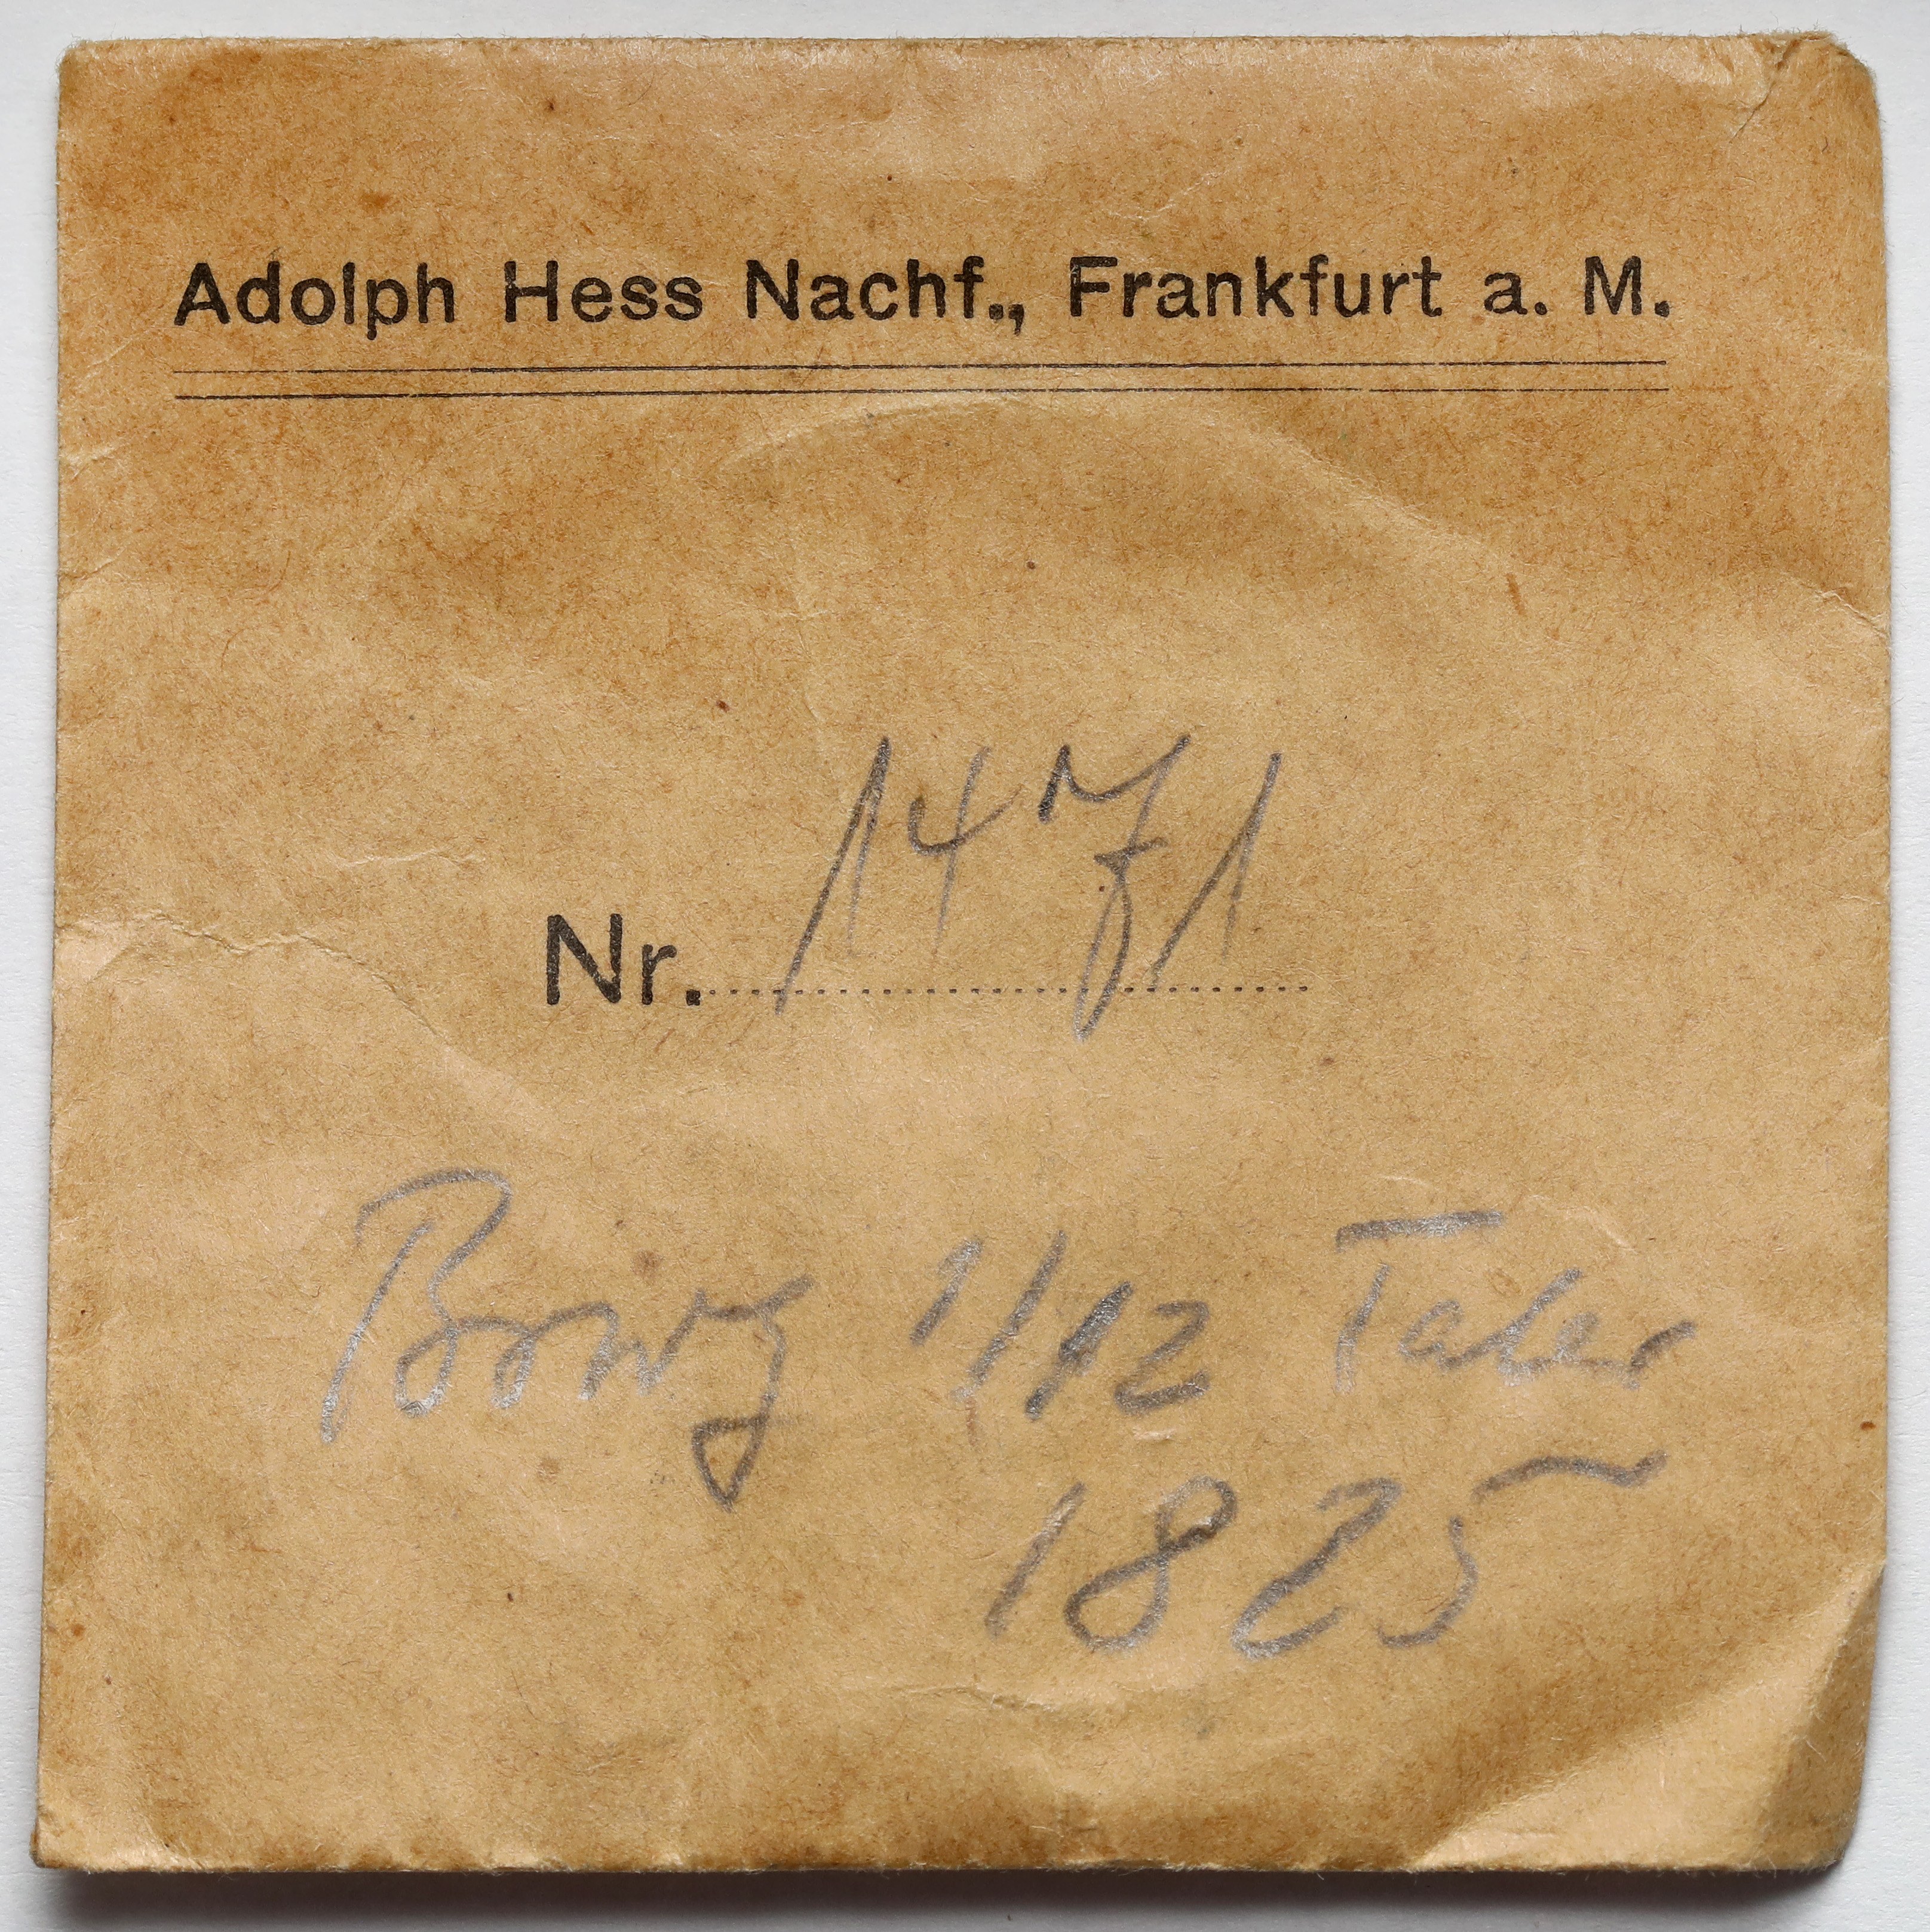 Adolph Hess Nachf., Frankfurt a. M.
Nr. 1471
1/12 Taler
1825